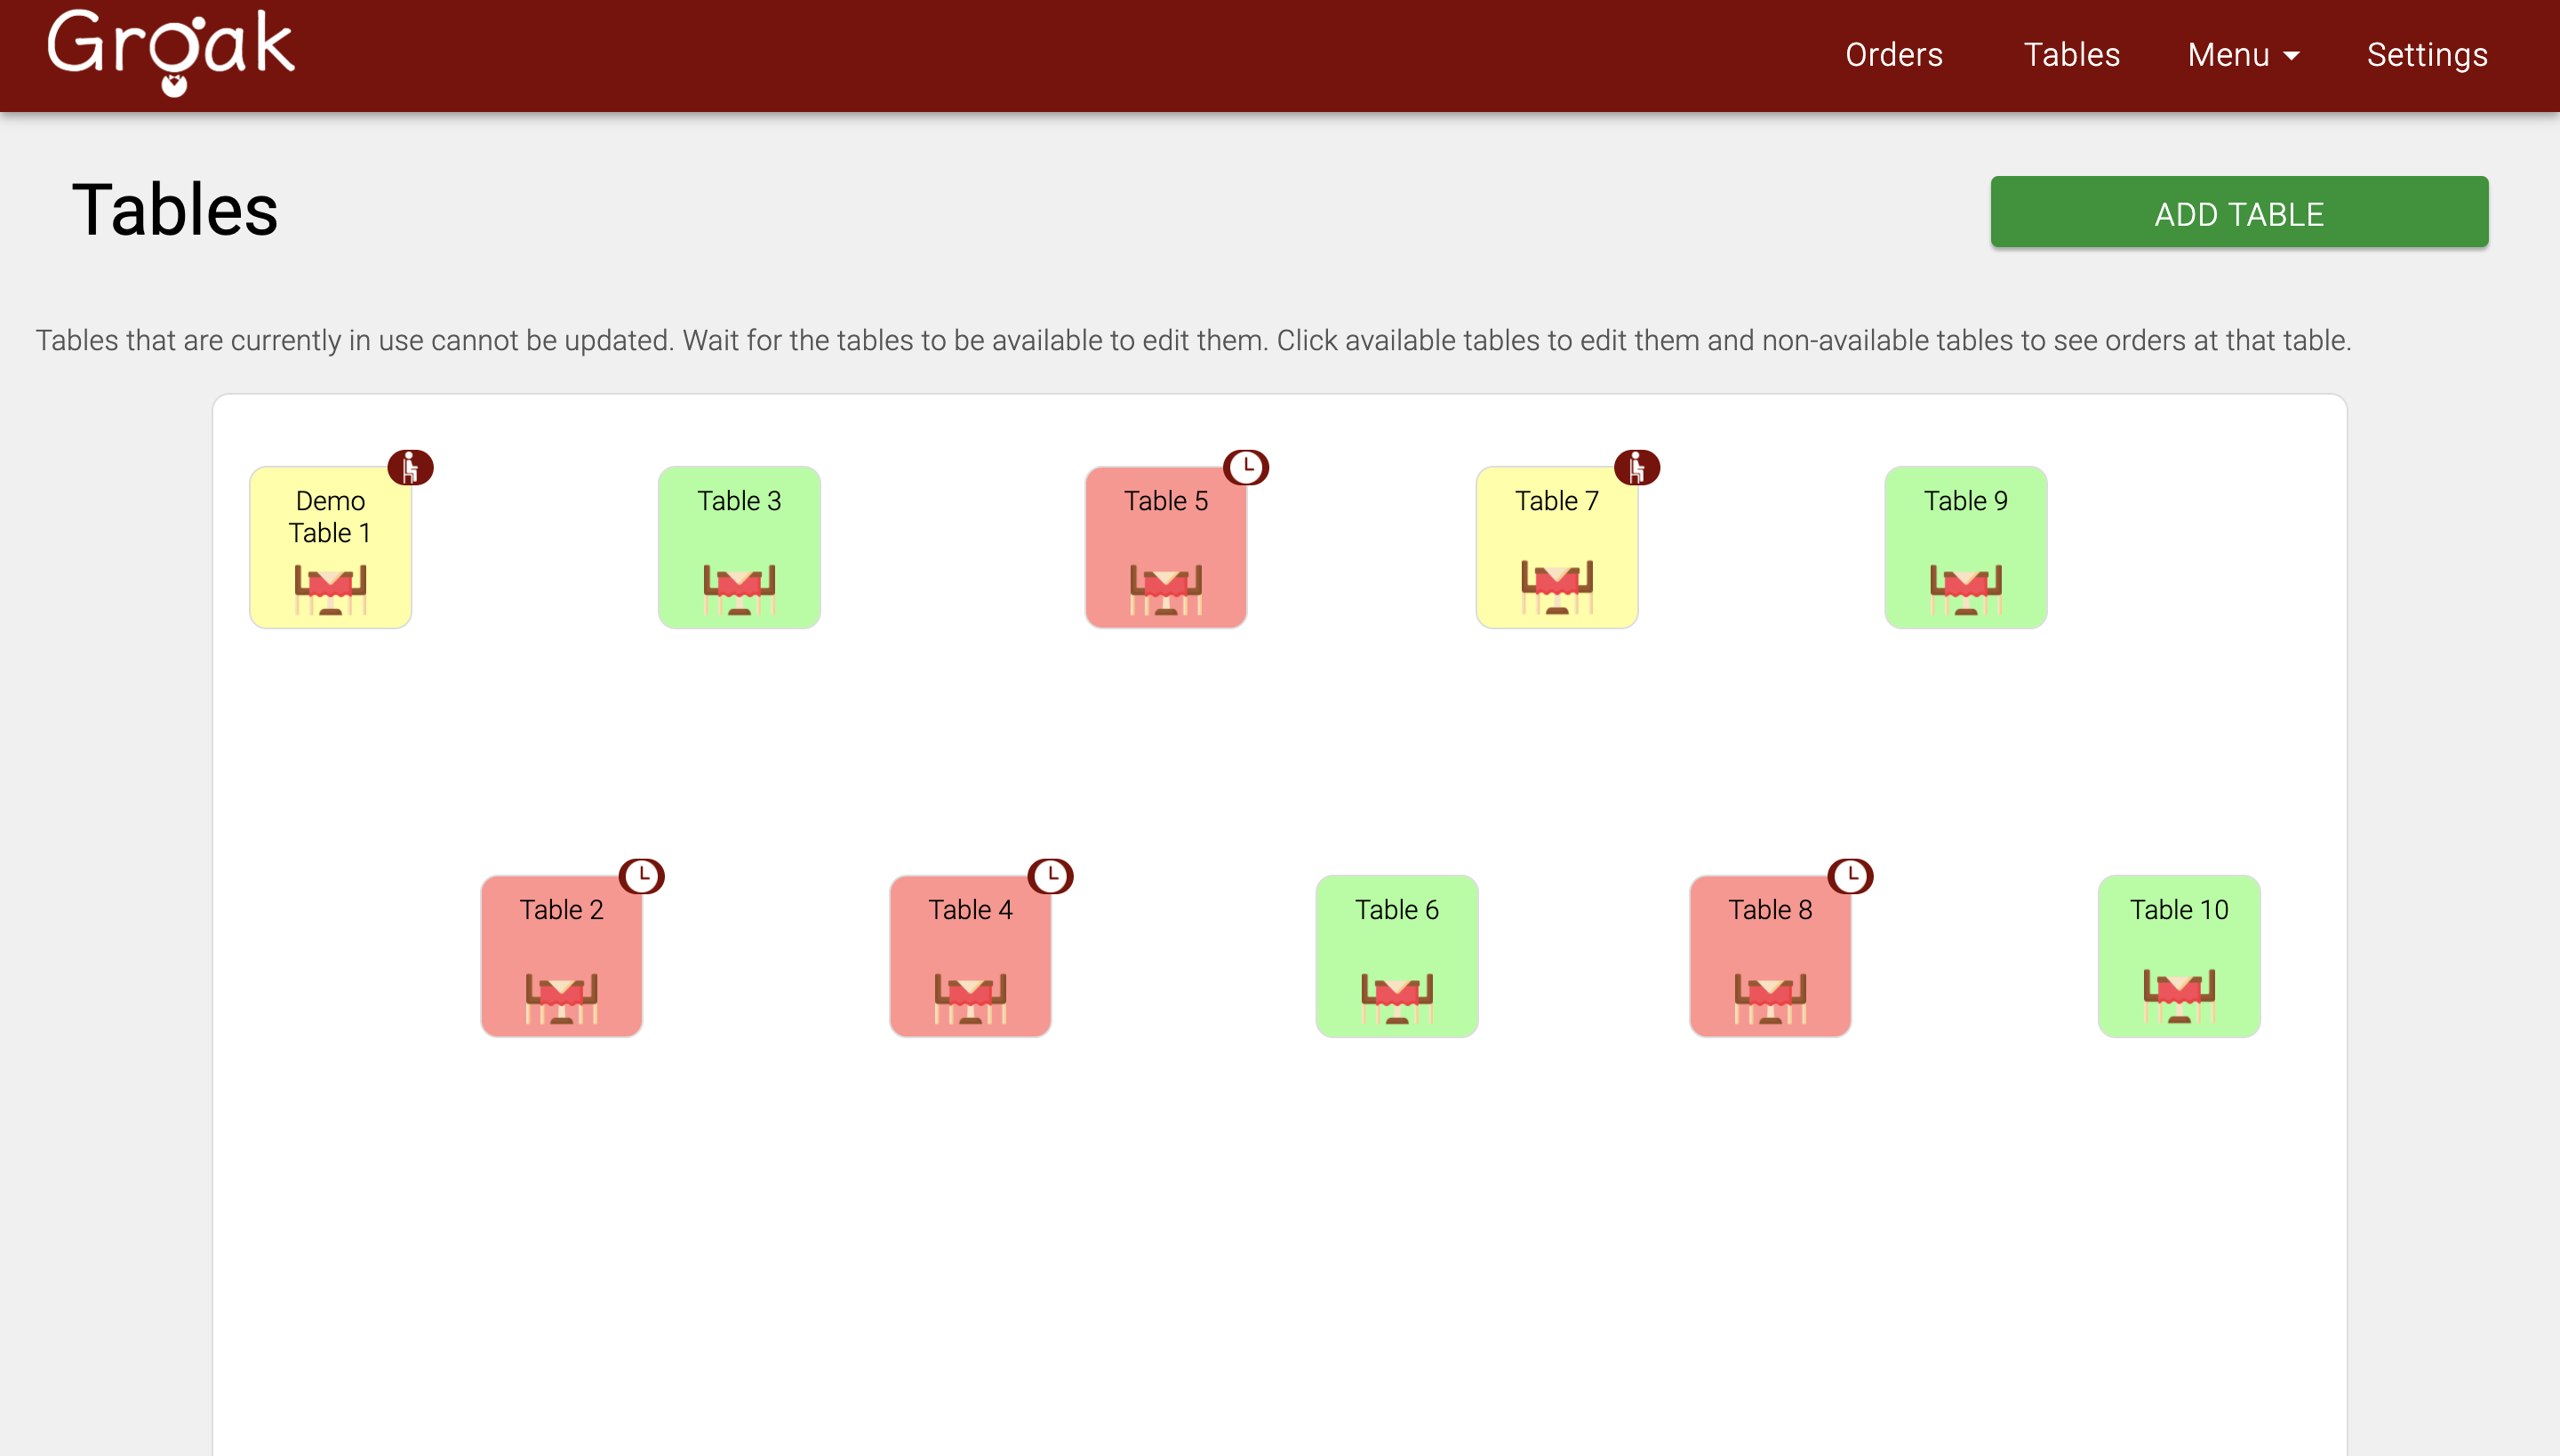 Groak
Orders Tables Menu Settings
Tables
ADD TABLE
Tables that are currently in use cannot be updated. Wait for the tables to be available to edit them. Click available tables to edit them and non-available tables to see orders at that table.
Demo
Table 1
Table 3
Table 5
Table 7
Table 9
Table 2
Table 4
Table 6
Table 8
Table 10